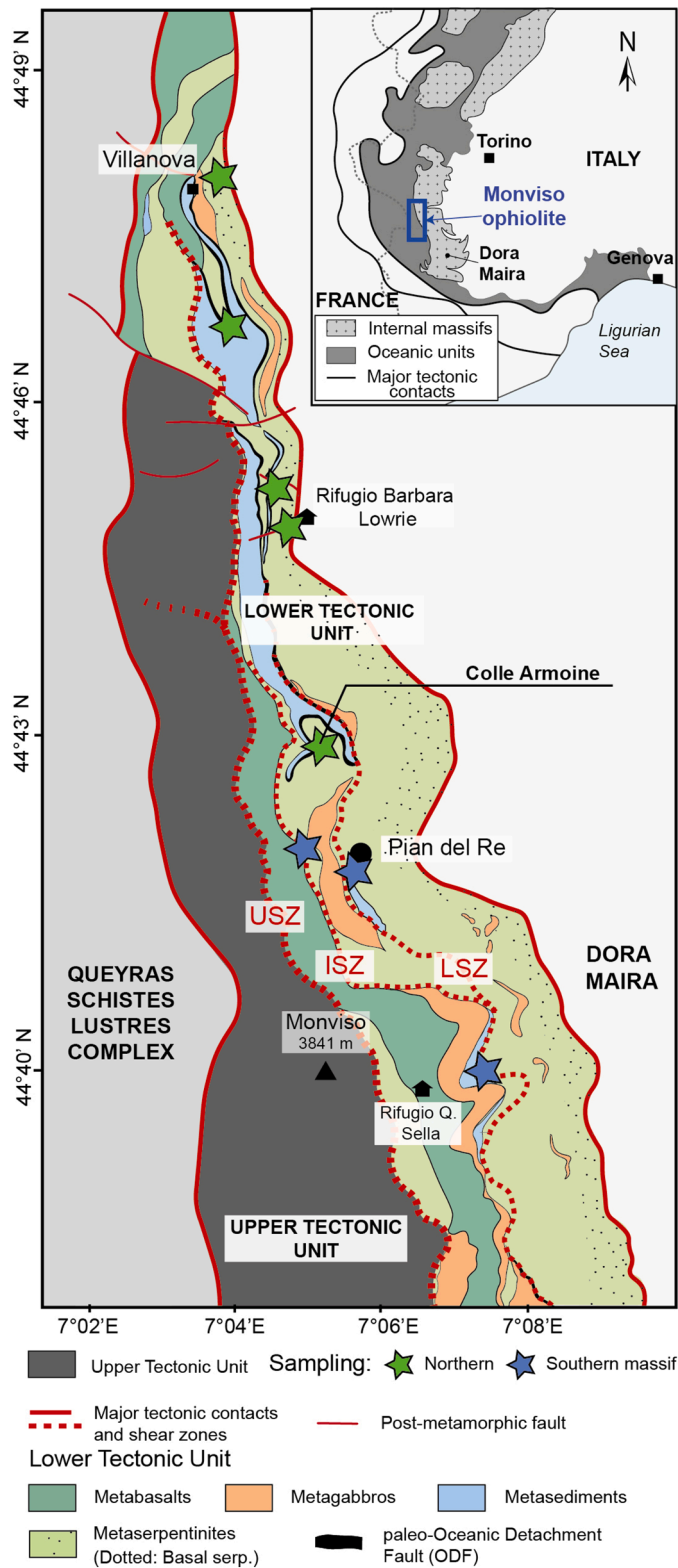 N
Torino
ITALY
Monviso
ophiolite
Dora
Maira
Genova
FRANCE
Internal massifs
Oceanic units
Major tectonic
contacts
Ligurian
Sea
44°49' N
Villanova
44°46' N
Rifugio Barbara
Lowrie
LOWER TECTONIC
UNIT
Colle Armoine
44°43' N
Pian del Re
USZ
ISZ
LSZ
QUEYRAS
SCHISTES
LUSTRES
COMPLEX
DORA
MAIRA
Monviso
3841 m
44°40' N
Rifugio Q.
Sella
UPPER TECTONIC
UNIT
7°02'E 7°04'E 7°06'E 7°08'E
Upper Tectonic Unit Sampling: Northern Southern massif
Major tectonic contacts
and shear zones
Post-metamorphic fault
Lower Tectonic Unit
Metabasalts Metagabbros Metasediments
Metaserpentinites
(Dotted: Basal serp.)
paleo-Oceanic Detachment
Fault (ODF)